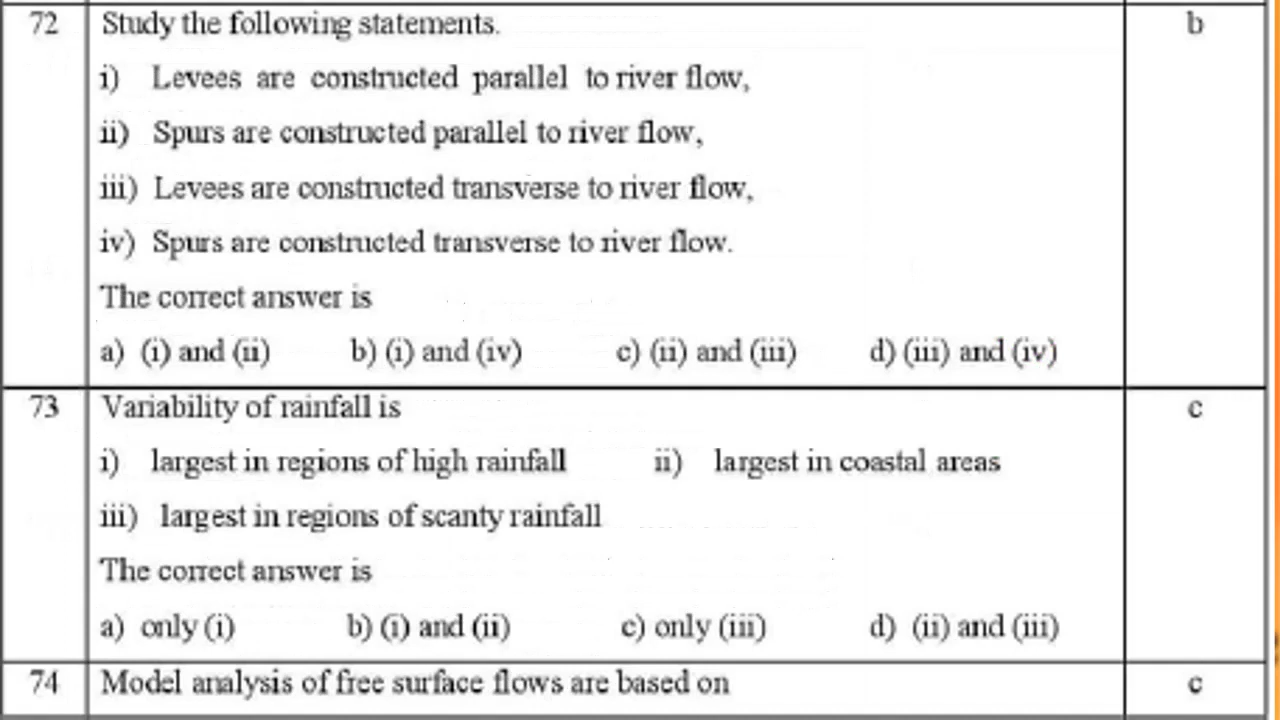 72 Study the following statements. b
i) Levees are constructed parallel to river flow,
ii) Spurs are constructed parallel to river flow,
iii) Levees are constructed transverse to river flow,
iv) Spurs are constructed transverse to river flow.
The correct answer is
a) (i) and (ii) b) (i) and (iv) c) (ii) and (iii) d) (iii) and (iv)
73 Variability of rainfall is c
i) largest in regions of high rainfall ii) largest in coastal areas
iii) largest in regions of scanty rainfall
The correct answer is
a) only (i) b) (i) and (ii) c) only (iii) d) (ii) and (iii)
74 Model analysis of free surface flows are based on c